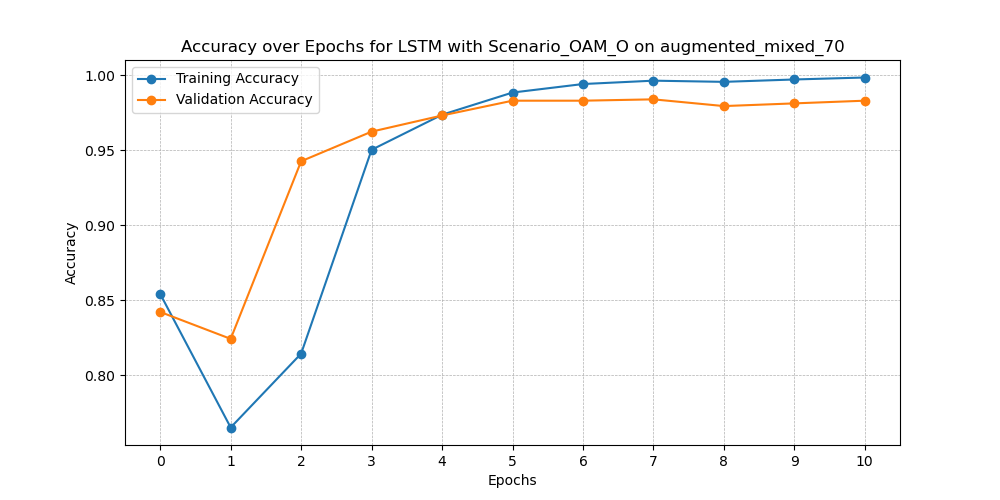 Accuracy over Epochs for LSTM with Scenario_OAM_O on augmented_mixed_70
Training Accuracy
Validation Accuracy
1.00
0.95
0.90
0.85
0.80
Accuracy
0 1 2 3 4 5 6 7 8 9 10
Epochs